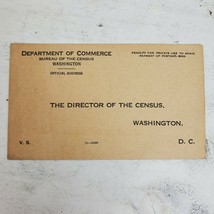 DEPARTMENT OF COMMERCE
BUREAU OF THE CENSUS
WASHINGTON
OFFICIAL BUSINESS
PENALTY FOR PRIVATE USE TO AVOID
PAYMENT OF POSTAGE, $300
THE DIRECTOR OF THE CENSUS,
WASHINGTON,
V. S.
D. C.